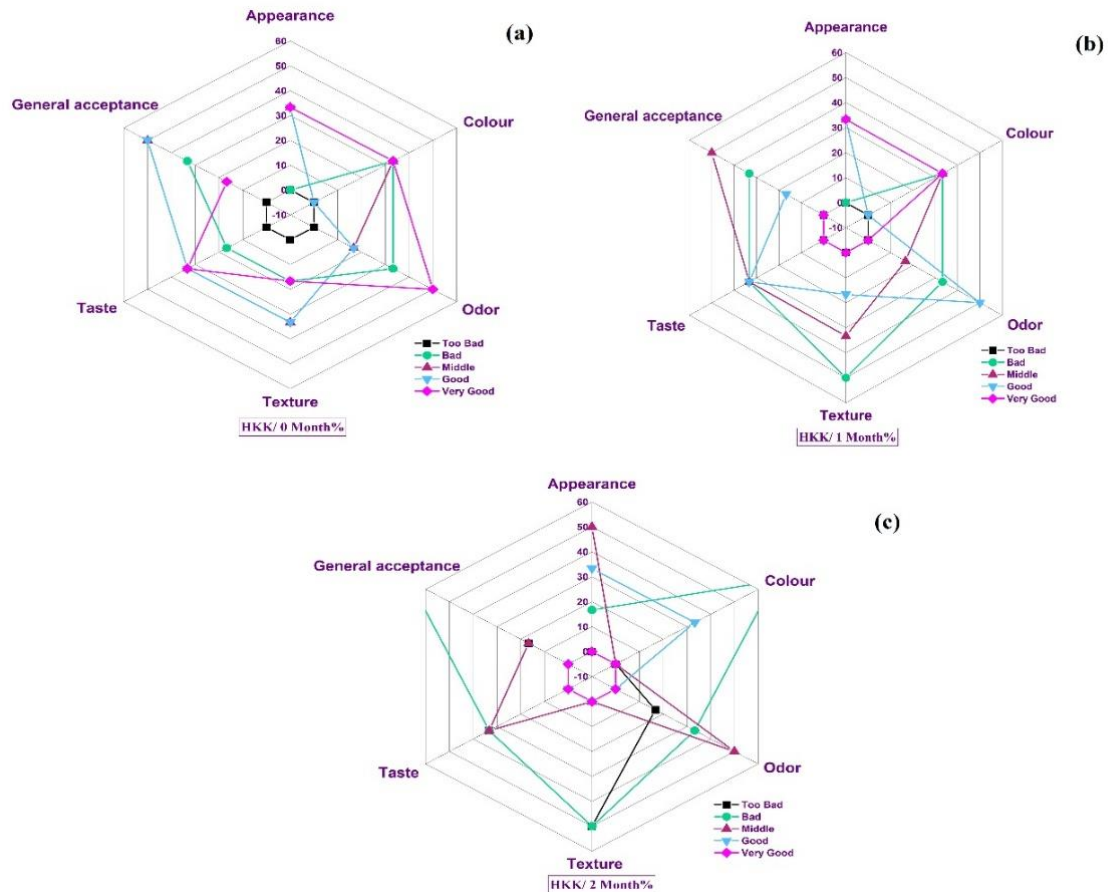 Appearance
(a)
60
50
40
30
20
10
0
-10
General acceptance
Colour
Taste
Odor
Texture
Too Bad
Bad
Middle
Good
Very Good
HKK/ 0 Month%
Appearance
(b)
60
50
40
30
20
10
0
-10
General acceptance
Colour
Taste
Odor
Texture
Too Bad
Bad
Middle
Good
Very Good
HKK/ 1 Month%
Appearance
(c)
60
50
40
30
20
10
0
-10
General acceptance
Colour
Taste
Odor
Texture
Too Bad
Bad
Middle
Good
Very Good
HKK/ 2 Month%